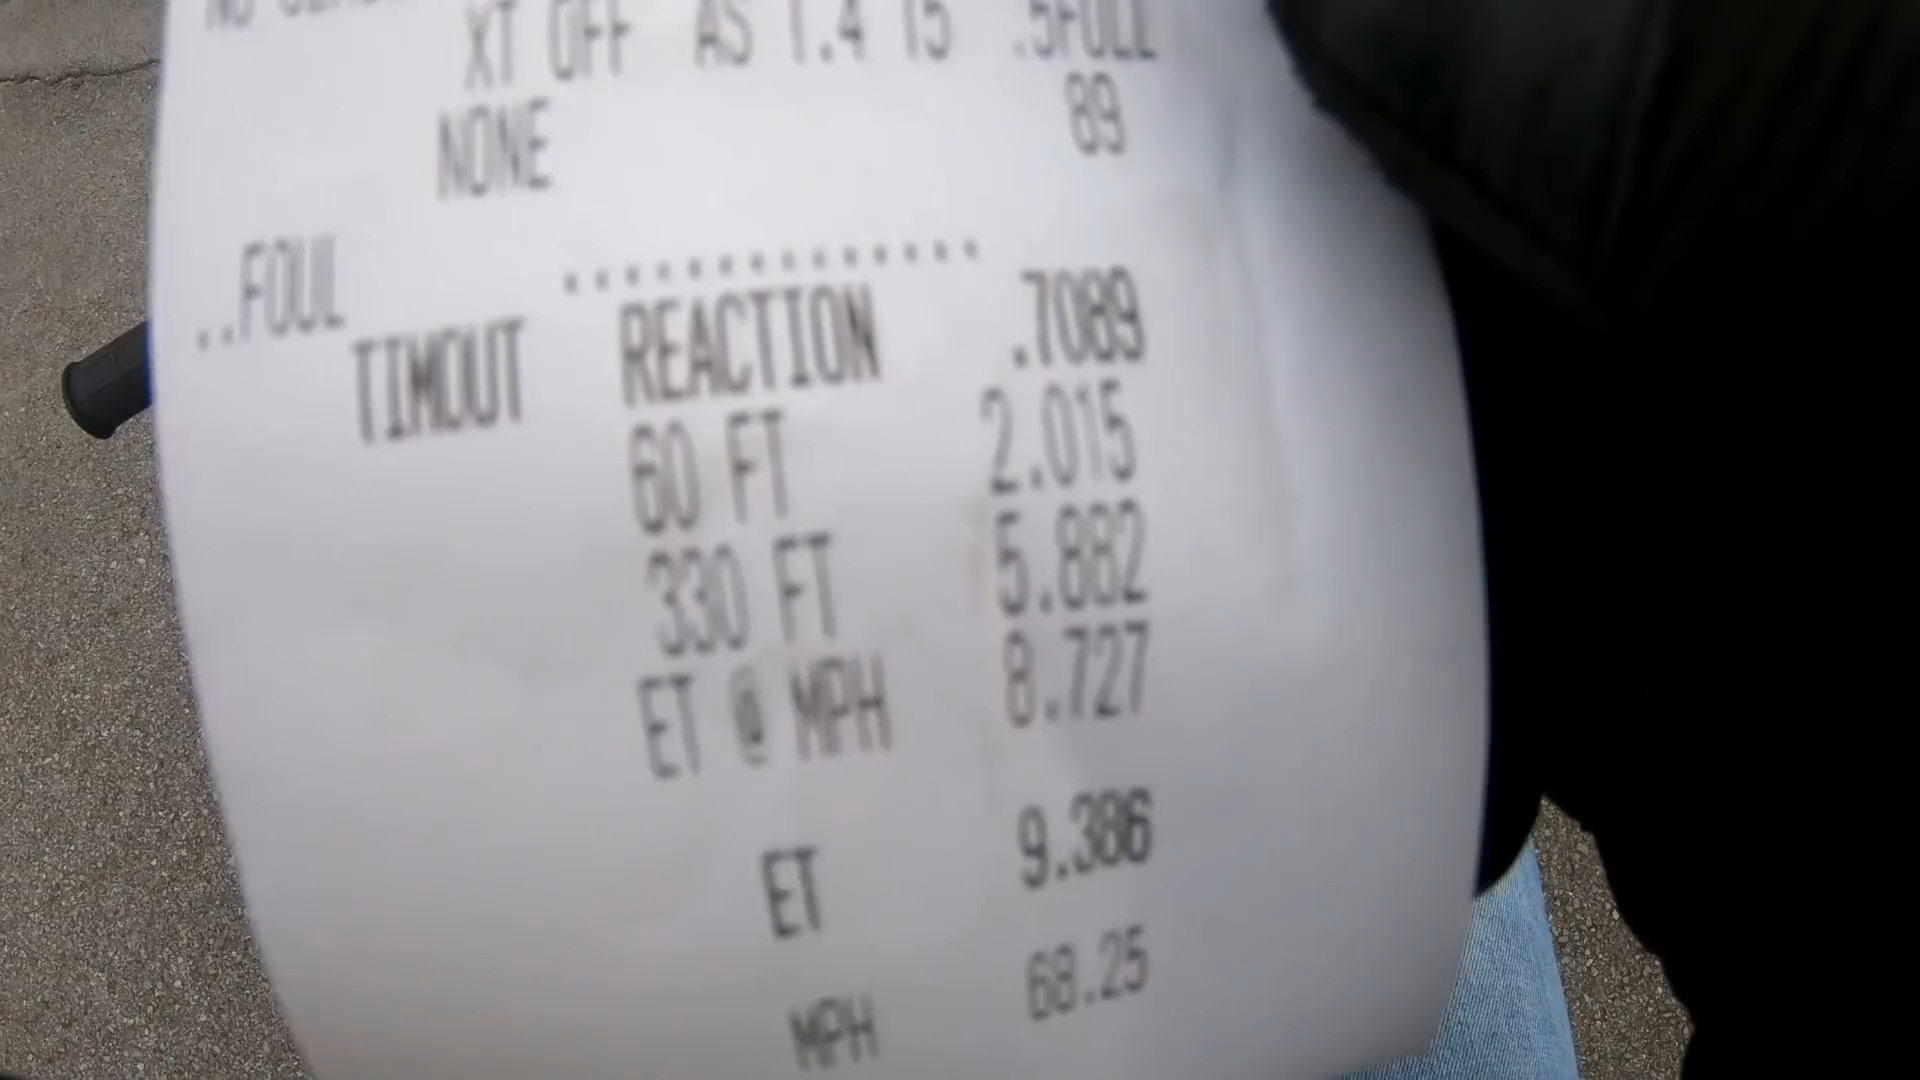 XT OFF AS 1.4 15 .5FULL
NONE 89
..FOUL ..............
TIMOUT REACTION .7089
60 FT 2.015
330 FT 5.882
ET @ MPH 8.727
ET 9.386
MPH 68.25